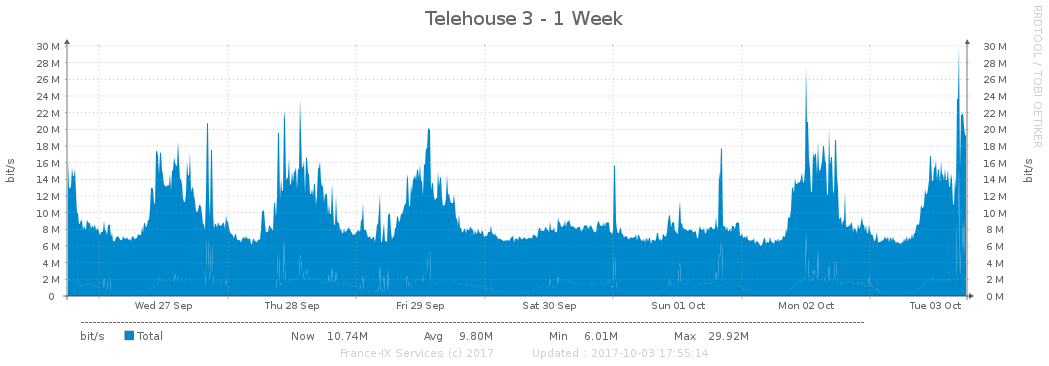 Telehouse 3 - 1 Week
RRDTOOL / TOBI OETIKER
bit/s
30 M 30 M
28 M 28 M
26 M 26 M
24 M 24 M
22 M 22 M
20 M 20 M
18 M 18 M
16 M 16 M
14 M 14 M
12 M 12 M
10 M 10 M
8 M 8 M
6 M 6 M
4 M 4 M
2 M 2 M
0 0 M
bit/s
Wed 27 Sep Thu 28 Sep Fri 29 Sep Sat 30 Sep Sun 01 Oct Mon 02 Oct Tue 03 Oct
bit/s Total Now 10.74M Avg 9.80M Min 6.01M Max 29.92M
France-IX Services (c) 2017 Updated : 2017-10-03 17:55:14